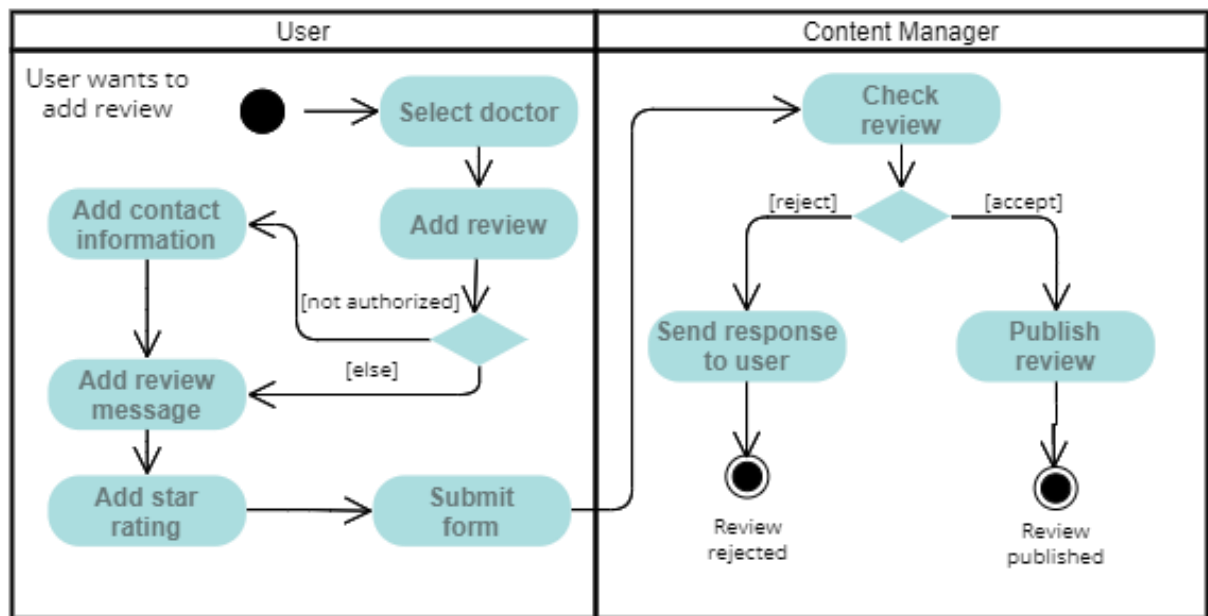 User
Content Manager
User wants to
add review
Select doctor
Check
review
Add contact
information
Add review
[reject]
[accept]
[not authorized]
Send response
to user
Publish
review
[else]
Add review
message
Add star
rating
Submit
form
Review
rejected
Review
published